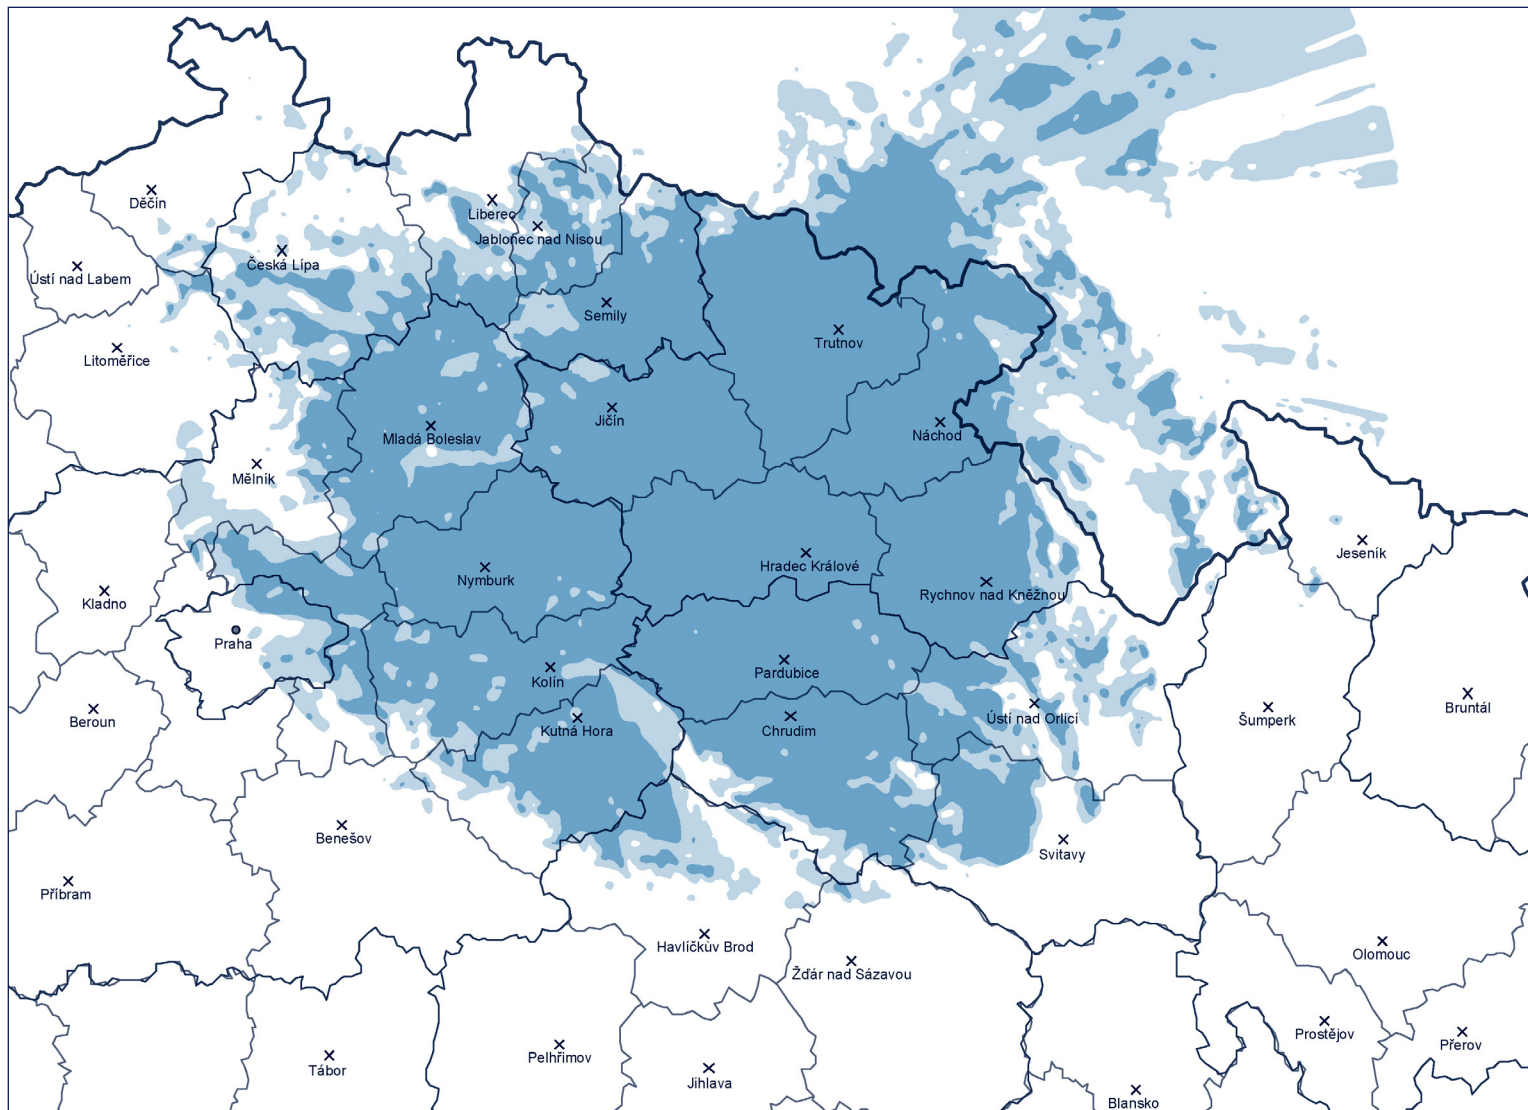 Děčín
Liberec
Jablonec nad Nisou
Česká Lípa
Ústí nad Labem
Semily
Trutnov
Litoměřice
Jičín
Náchod
Mladá Boleslav
Mělník
Jeseník
Hradec Králové
Nymburk
Rychnov nad Kněžnou
Kladno
Praha
Pardubice
Kolín
Bruntál
Ústí nad Orlicí
Beroun
Šumperk
Kutná Hora
Chrudim
Benešov
Svitavy
Příbram
Havlíčkův Brod
Olomouc
Žďár nad Sázavou
Prostějov
Přerov
Pelhřimov
Tábor
Jihlava
Blansko